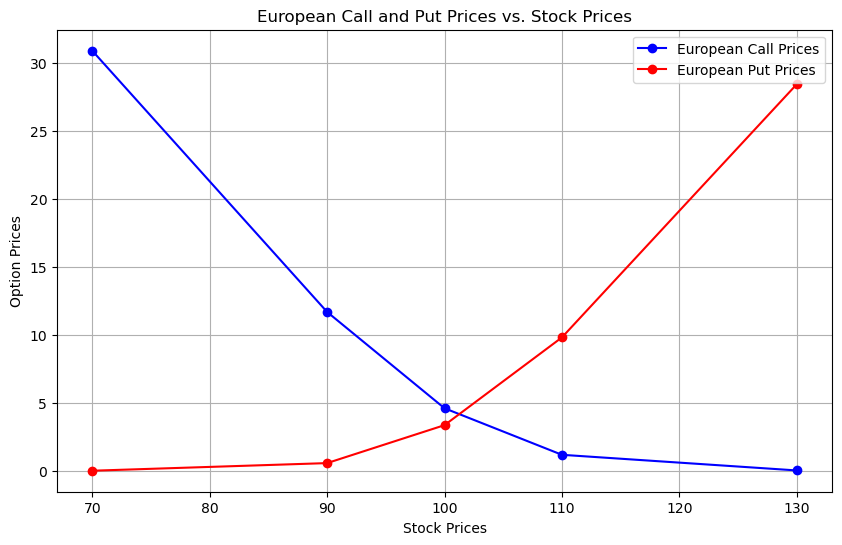 European Call and Put Prices vs. Stock Prices
European Call Prices
European Put Prices
Option Prices
30
25
20
15
10
5
0
70 80 90 100 110 120 130
Stock Prices